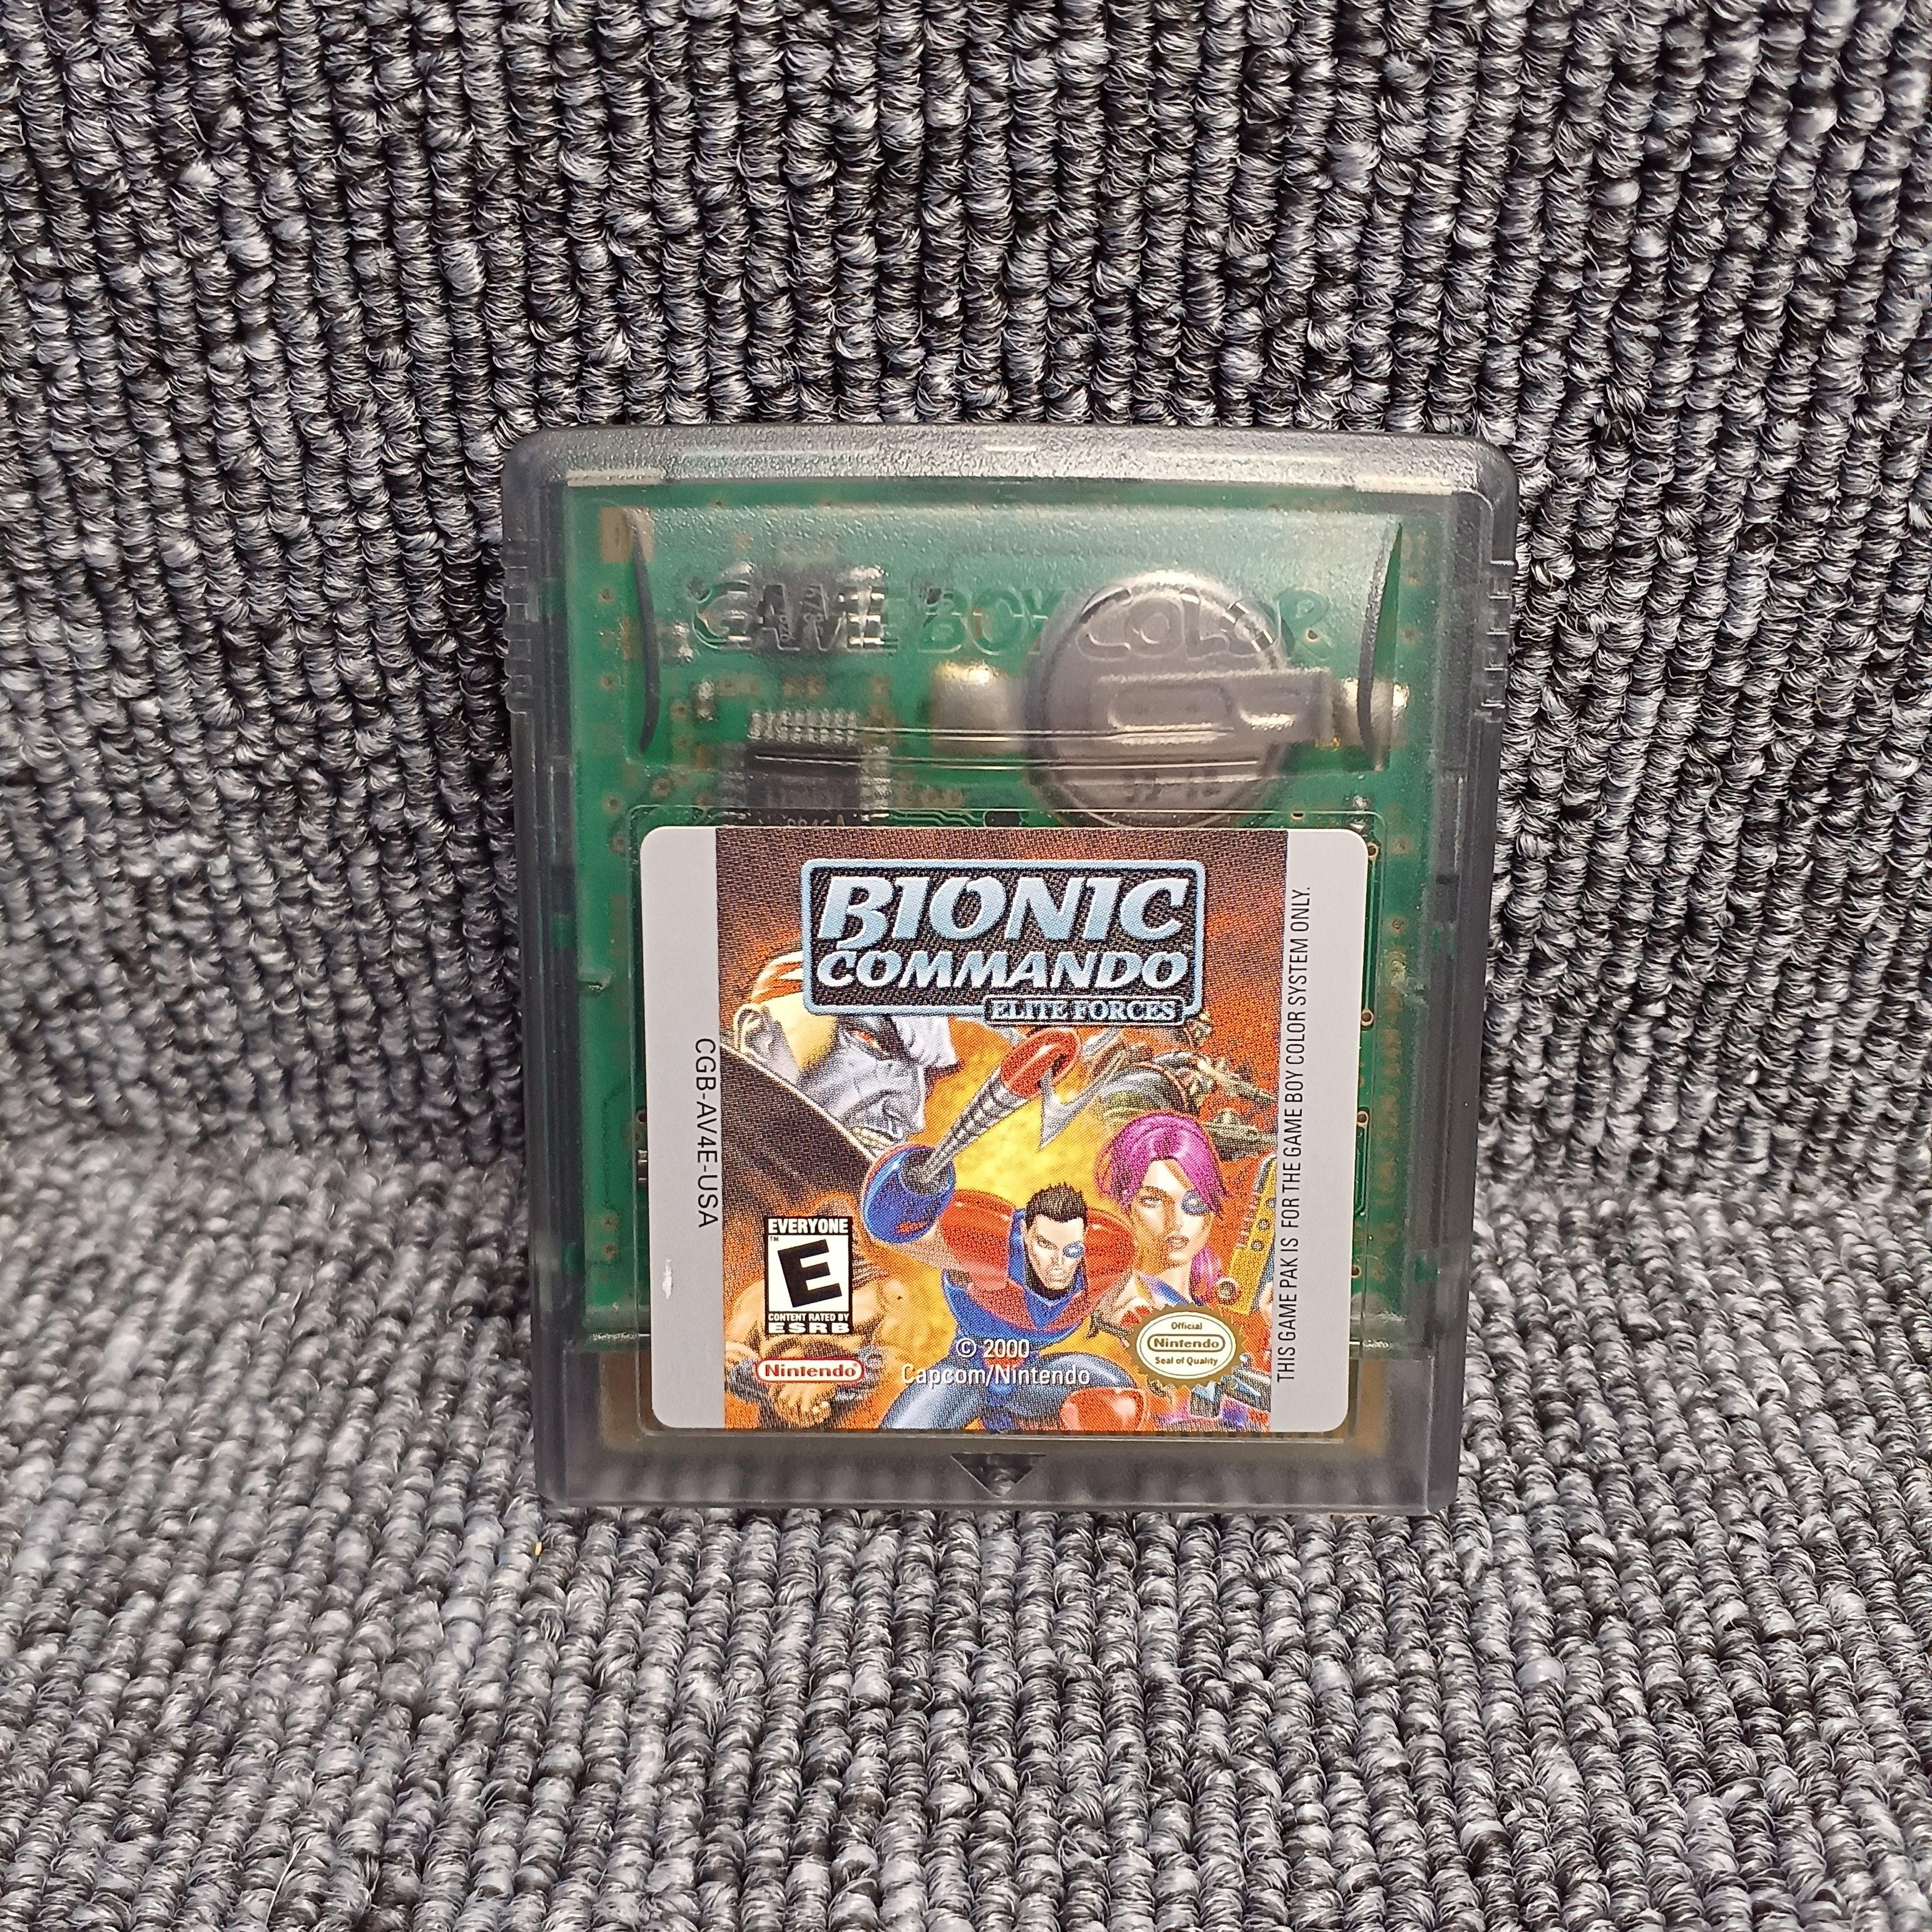 GAME BOY COLOR
BIONIC
COMMANDO
ELITE FORCES
CGB-AV4E-USA
THIS GAME PAK IS FOR THE GAME BOY COLOR SYSTEM ONLY.
EVERYONE
E
™
CONTENT RATED BY
ESRB
Nintendo®
© 2000
Capcom/Nintendo
Official
Nintendo
Seal of Quality